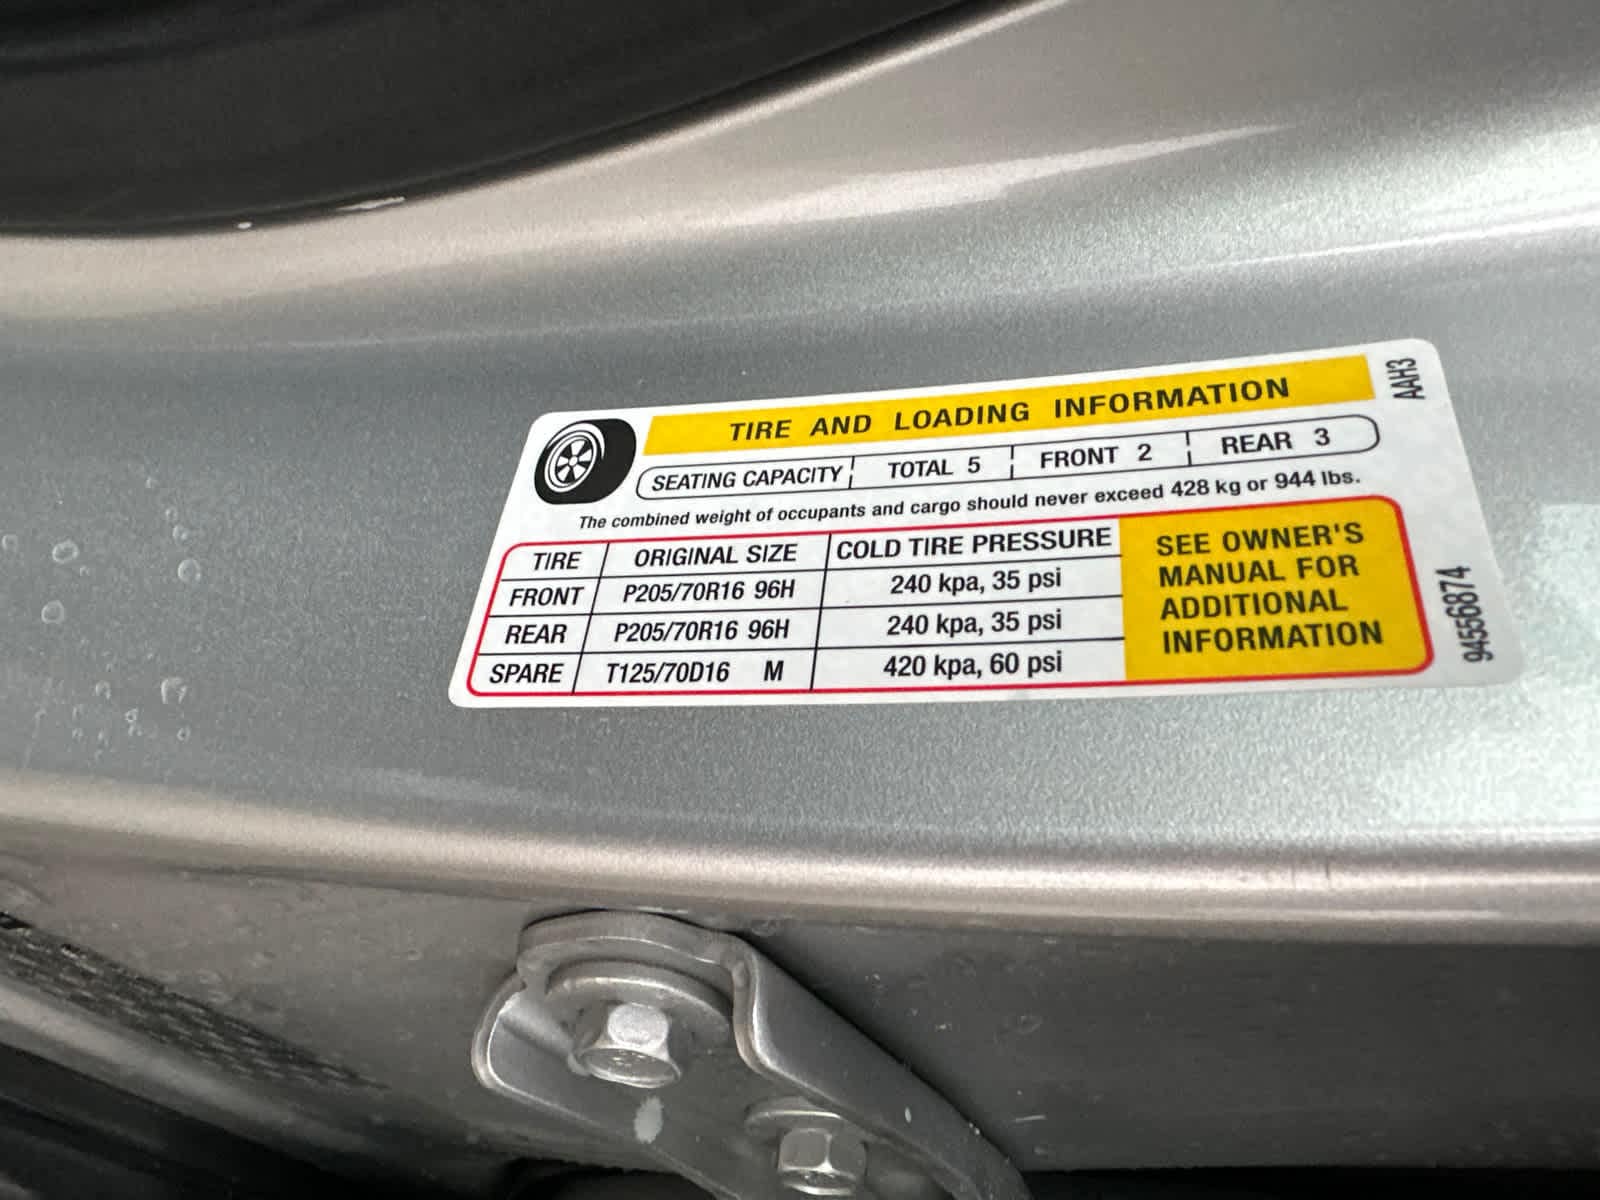 TIRE AND LOADING INFORMATION
AAH3
SEATING CAPACITY TOTAL 5 FRONT 2 REAR 3
The combined weight of occupants and cargo should never exceed 428 kg or 944 lbs.
TIRE ORIGINAL SIZE COLD TIRE PRESSURE
FRONT P205/70R16 96H 240 kpa, 35 psi
REAR P205/70R16 96H 240 kpa, 35 psi
SPARE T125/70D16 M 420 kpa, 60 psi
SEE OWNER'S
MANUAL FOR
ADDITIONAL
INFORMATION
94556874